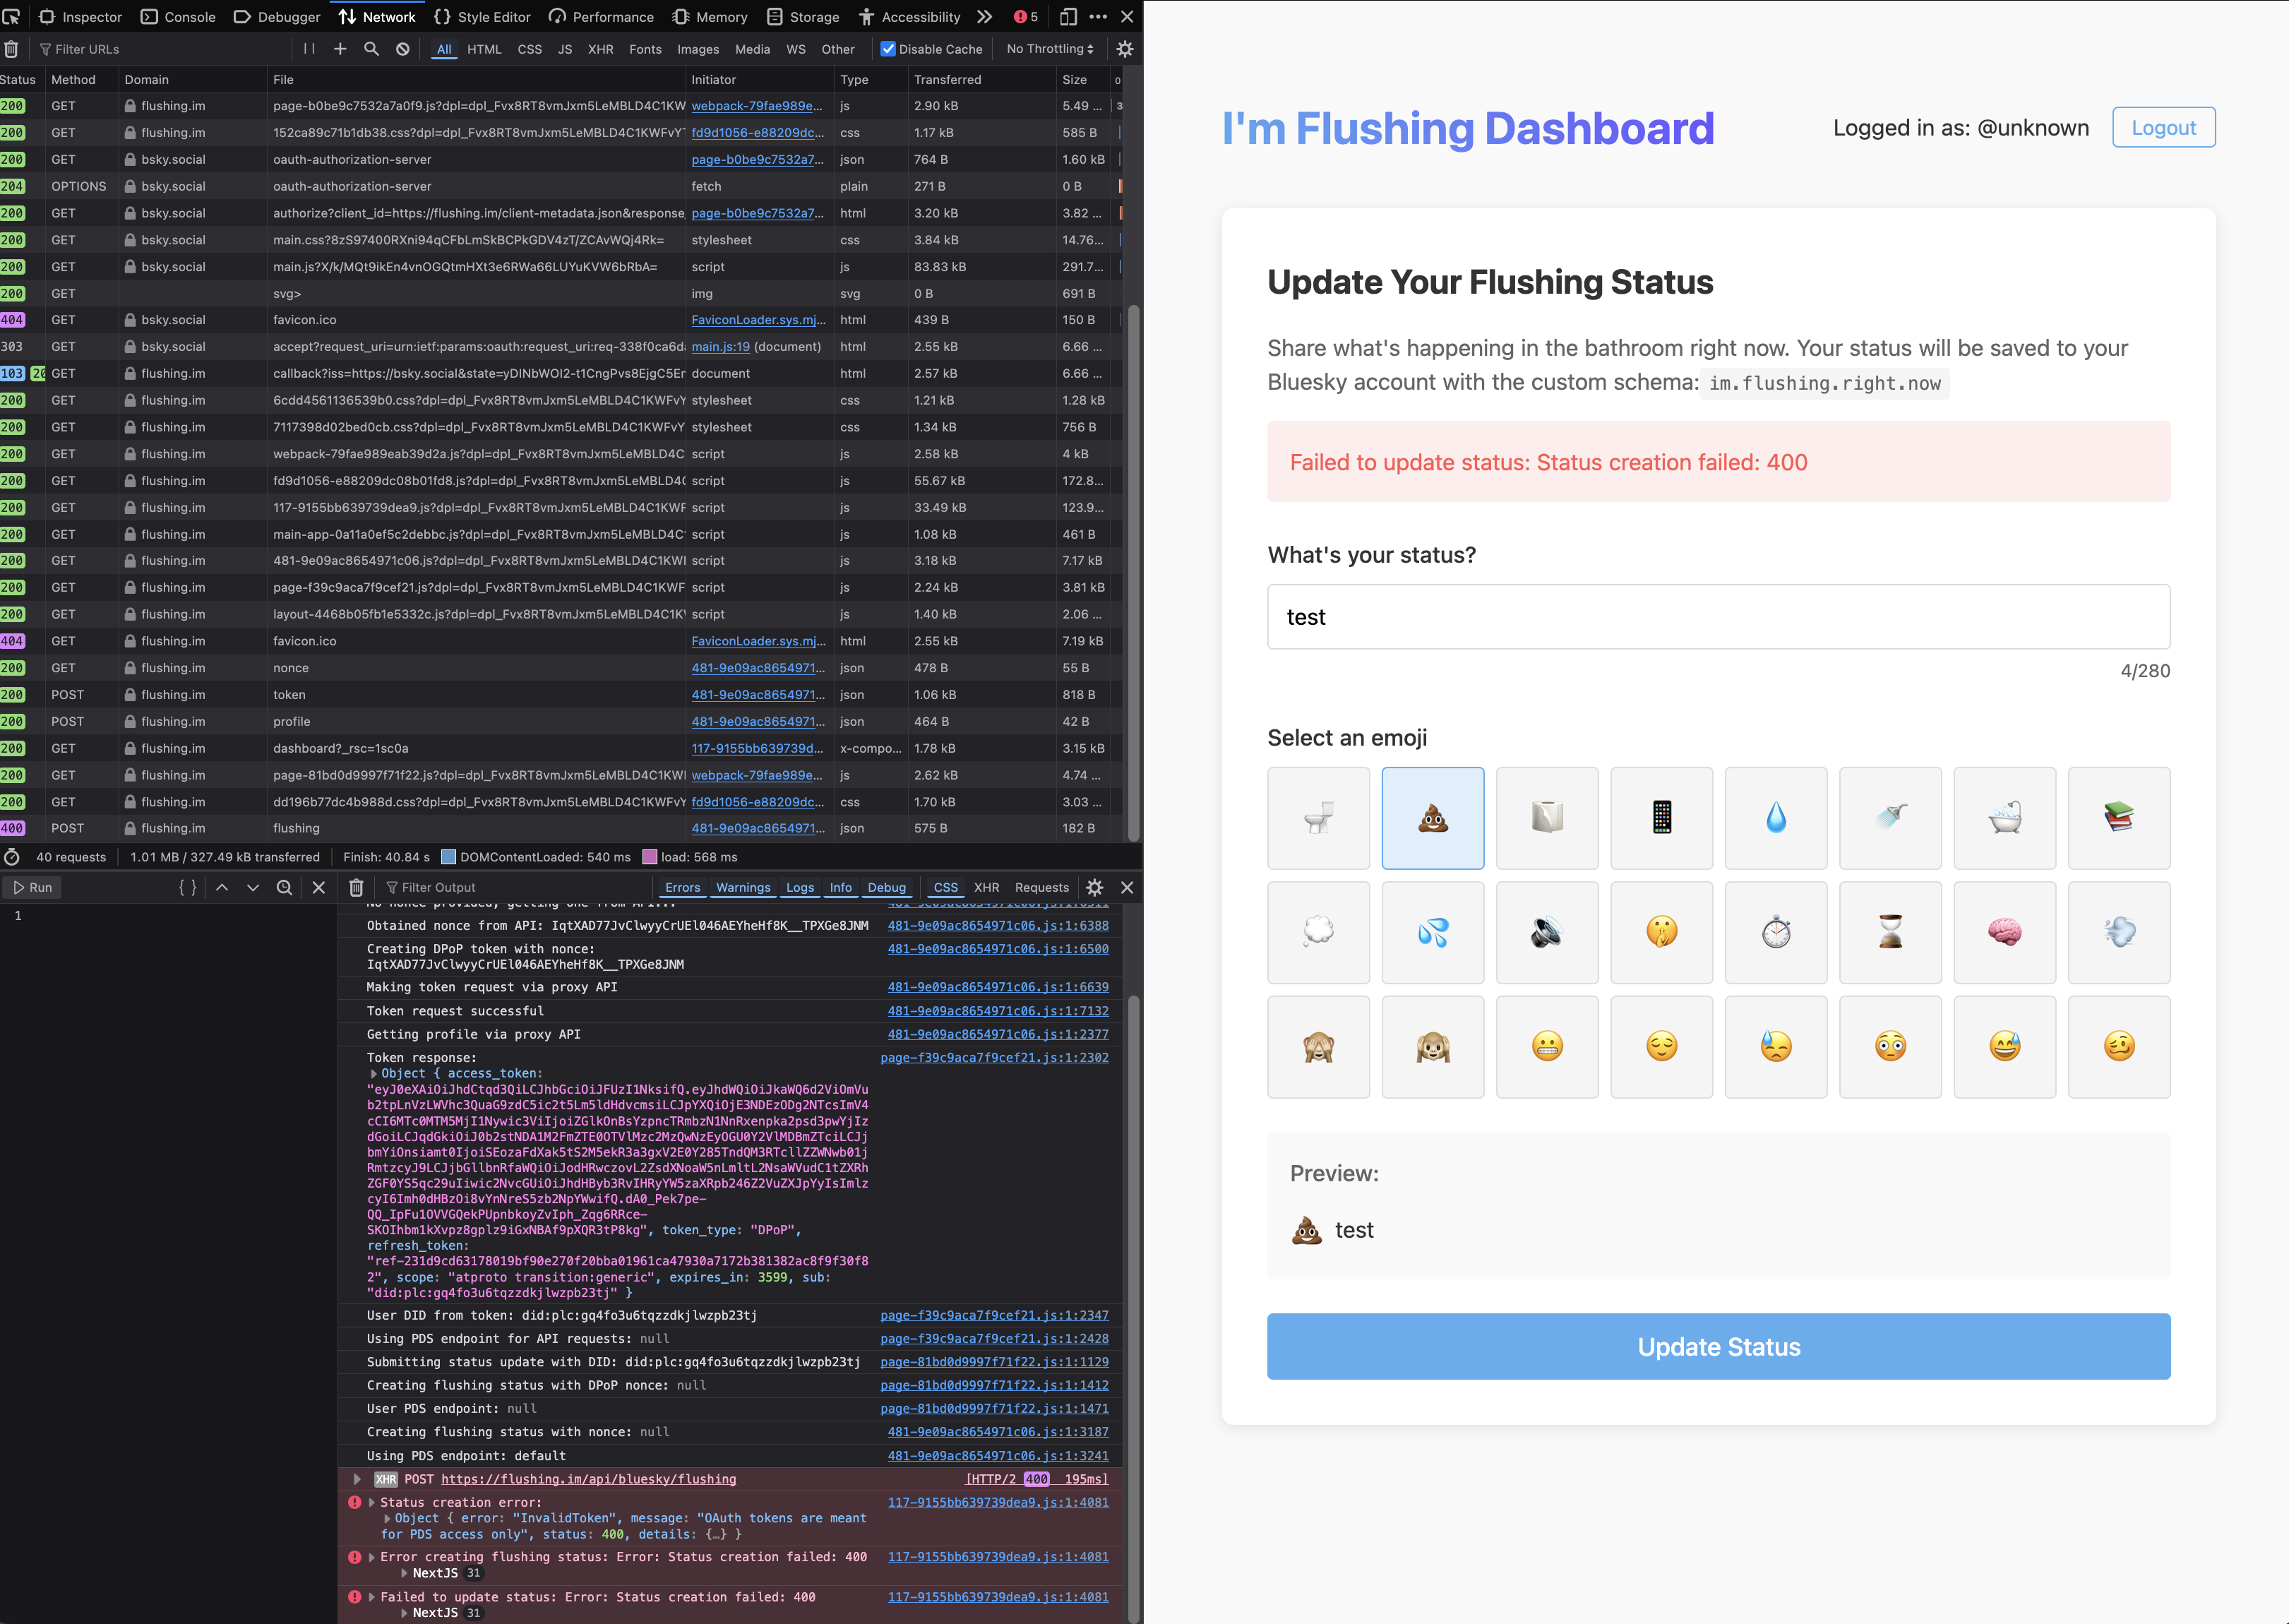 Inspector Console Debugger Network Style Editor Performance Memory Storage Accessibility 5
Filter URLs All HTML CSS JS XHR Fonts Images Media WS Other Disable Cache No Throttling
Status Method Domain File Initiator Type Transferred Size 0
200 GET flushing.im page-b0be9c7532a7a0f9.js?dpl=dpl_Fvx8RT8vmJxm5LeMBLD4C1KW webpack-79fae989e... js 2.90 kB 5.49 ... 3
200 GET flushing.im 152ca89c71b1db38.css?dpl=dpl_Fvx8RT8vmJxm5LeMBLD4C1KWFvY fd9d1056-e88209dc... css 1.17 kB 585 B
200 GET bsky.social oauth-authorization-server page-b0be9c7532a7... json 764 B 1.60 kB
204 OPTIONS bsky.social oauth-authorization-server fetch plain 271 B 0 B
200 GET bsky.social authorize?client_id=https://flushing.im/client-metadata.json&response_ page-b0be9c7532a7... html 3.20 kB 3.82 ...
200 GET bsky.social main.css?8zS97400RXni94qCFbLmSkBCPkGDV4zT/ZCAvWQj4Rk= stylesheet css 3.84 kB 14.76...
200 GET bsky.social main.js?X/k/MQt9ikEn4vnOGQtmHXt3e6RWa66LUYuKVW6bRbA= script js 83.83 kB 291.7...
200 GET svg> img svg 0 B 691 B
404 GET bsky.social favicon.ico FaviconLoader.sys.mj... html 439 B 150 B
303 GET bsky.social accept?request_uri=urn:ietf:params:oauth:request_uri:req-338f0ca6d main.js:19 (document) html 2.55 kB 6.66 ...
103 20 GET flushing.im callback?iss=https://bsky.social&state=yDINbWOI2-t1CngPvs8EjgC5Er document html 2.57 kB 6.66 ...
200 GET flushing.im 6cdd4561136539b0.css?dpl=dpl_Fvx8RT8vmJxm5LeMBLD4C1KWFvY stylesheet css 1.21 kB 1.28 kB
200 GET flushing.im 7117398d02bed0cb.css?dpl=dpl_Fvx8RT8vmJxm5LeMBLD4C1KWFvY stylesheet css 1.34 kB 756 B
200 GET flushing.im webpack-79fae989eab39d2a.js?dpl=dpl_Fvx8RT8vmJxm5LeMBLD4C script js 2.58 kB 4 kB
200 GET flushing.im fd9d1056-e88209dc08b01fd8.js?dpl=dpl_Fvx8RT8vmJxm5LeMBLD4C script js 55.67 kB 172.8...
200 GET flushing.im 117-9155bb639739dea9.js?dpl=dpl_Fvx8RT8vmJxm5LeMBLD4C1KWF script js 33.49 kB 123.9...
200 GET flushing.im main-app-0a11a0ef5c2debbc.js?dpl=dpl_Fvx8RT8vmJxm5LeMBLD4C script js 1.08 kB 461 B
200 GET flushing.im 481-9e09ac8654971c06.js?dpl=dpl_Fvx8RT8vmJxm5LeMBLD4C1KW script js 3.18 kB 7.17 kB
200 GET flushing.im page-f39c9aca7f9cef21.js?dpl=dpl_Fvx8RT8vmJxm5LeMBLD4C1KWF script js 2.24 kB 3.81 kB
200 GET flushing.im layout-4468b05fb1e5332c.js?dpl=dpl_Fvx8RT8vmJxm5LeMBLD4C1K script js 1.40 kB 2.06 ...
404 GET flushing.im favicon.ico FaviconLoader.sys.mj... html 2.55 kB 7.19 kB
200 GET flushing.im nonce 481-9e09ac8654971... json 478 B 55 B
200 POST flushing.im token 481-9e09ac8654971... json 1.06 kB 818 B
200 POST flushing.im profile 481-9e09ac8654971... json 464 B 42 B
200 GET flushing.im dashboard?_rsc=1sc0a 117-9155bb639739d... x-compo... 1.78 kB 3.15 kB
200 GET flushing.im page-81bd0d9997f71f22.js?dpl=dpl_Fvx8RT8vmJxm5LeMBLD4C1KW webpack-79fae989e... js 2.62 kB 4.74 ...
200 GET flushing.im dd196b77dc4b988d.css?dpl=dpl_Fvx8RT8vmJxm5LeMBLD4C1KWFvY fd9d1056-e88209dc... css 1.70 kB 3.03 ...
400 POST flushing.im flushing 481-9e09ac8654971... json 575 B 182 B
40 requests 1.01 MB / 327.49 kB transferred Finish: 40.84 s DOMContentLoaded: 540 ms load: 568 ms
Run { } Filter Output Errors Warnings Logs Info Debug CSS XHR Requests
1
No nonce provided, getting one from API... 481-9e09ac8654971c06.js:1:6311
Obtained nonce from API: IqtXAD77JvClwyyCrUEl046AEYheHf8K__TPXGe8JNM 481-9e09ac8654971c06.js:1:6388
Creating DPoP token with nonce: 481-9e09ac8654971c06.js:1:6500
IqtXAD77JvClwyyCrUEl046AEYheHf8K__TPXGe8JNM
Making token request via proxy API 481-9e09ac8654971c06.js:1:6639
Token request successful 481-9e09ac8654971c06.js:1:7132
Getting profile via proxy API 481-9e09ac8654971c06.js:1:2377
Token response: page-f39c9aca7f9cef21.js:1:2302
Object { access_token:
"eyJ0eXAiOiJhdCtqd3QiLCJhbGciOiJFUzI1NksifQ.eyJhdWQiOiJkaWQ6d2ViOmVu
b2tpLnVzLWVhc3QuaG9zdC5ic2t5Lm5ldHdvcmsiLCJpYXQiOjE3NDEzODg2NTcsImV4
cCI6MTc0MTM5MjI1Nywic3ViIjoiZGlkOnBsYzpncTRmbzN1NnRxenpka2psd3pwYjIz
dGoiLCJqdGkiOiJ0b2stNDA1M2FmZTE0OTVlMzc2MzQwNzEyOGU0Y2VlMDBmZTciLCJj
bmYiOnsiamt0IjoiSEozaFdXak5tS2M5ekR3a3gxV2E0Y285TndQM3RTcllZZWNwb01j
RmtzcyJ9LCJjbGllbnRfaWQiOiJodHRwczovL2ZsdXNoaW5nLmltL2NsaWVudC1tZXRh
ZGF0YS5qc29uIiwic2NvcGUiOiJhdHByb3RvIHRyYW5zaXRpb246Z2VuZXJpYyIsImlz
cyI6Imh0dHBzOi8vYnNreS5zb2NpYWwifQ.dA0_Pek7pe-
QQ_IpFu1OVVGQekPUpnbkoyZvIph_Zqg6RRce-
SKOIhbm1kXvpz8gplz9iGxNBAf9pXQR3tP8kg", token_type: "DPoP",
refresh_token:
"ref-231d9cd63178019bf90e270f20bba01961ca47930a7172b381382ac8f9f30f8
2", scope: "atproto transition:generic", expires_in: 3599, sub:
"did:plc:gq4fo3u6tqzzdkjlwzpb23tj" }
User DID from token: did:plc:gq4fo3u6tqzzdkjlwzpb23tj page-f39c9aca7f9cef21.js:1:2347
Using PDS endpoint for API requests: null page-f39c9aca7f9cef21.js:1:2428
Submitting status update with DID: did:plc:gq4fo3u6tqzzdkjlwzpb23tj page-81bd0d9997f71f22.js:1:1129
Creating flushing status with DPoP nonce: null page-81bd0d9997f71f22.js:1:1412
User PDS endpoint: null page-81bd0d9997f71f22.js:1:1471
Creating flushing status with nonce: null 481-9e09ac8654971c06.js:1:3187
Using PDS endpoint: default 481-9e09ac8654971c06.js:1:3241
XHR POST https://flushing.im/api/bluesky/flushing [HTTP/2 400 195ms]
Status creation error: 117-9155bb639739dea9.js:1:4081
Object { error: "InvalidToken", message: "OAuth tokens are meant
for PDS access only", status: 400, details: {…} }
Error creating flushing status: Error: Status creation failed: 400 117-9155bb639739dea9.js:1:4081
NextJS 31
Failed to update status: Error: Status creation failed: 400 117-9155bb639739dea9.js:1:4081
NextJS 31
I'm Flushing Dashboard
Logged in as: @unknown Logout
Update Your Flushing Status
Share what's happening in the bathroom right now. Your status will be saved to your
Bluesky account with the custom schema: im.flushing.right.now
Failed to update status: Status creation failed: 400
What's your status?
test
4/280
Select an emoji
Preview:
test
Update Status